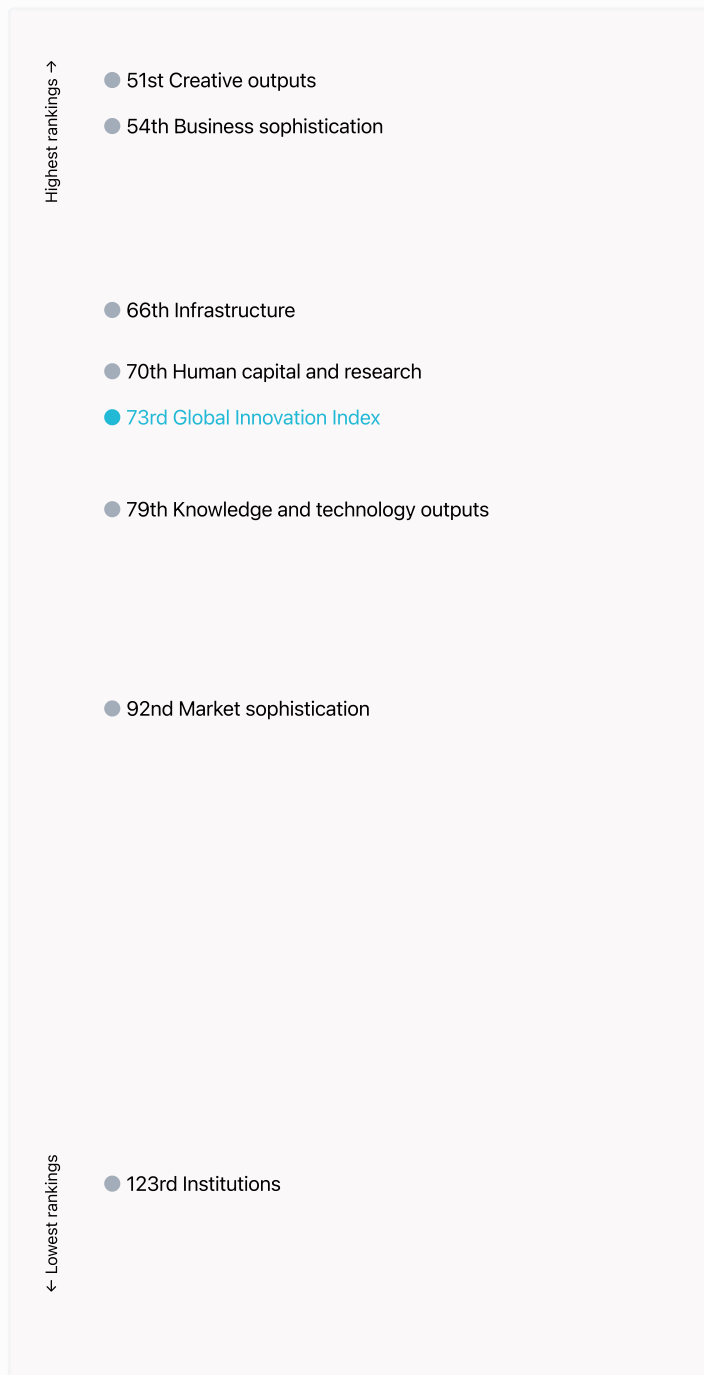 Highest rankings →
51st Creative outputs
54th Business sophistication
66th Infrastructure
70th Human capital and research
73rd Global Innovation Index
79th Knowledge and technology outputs
92nd Market sophistication
123rd Institutions
← Lowest rankings